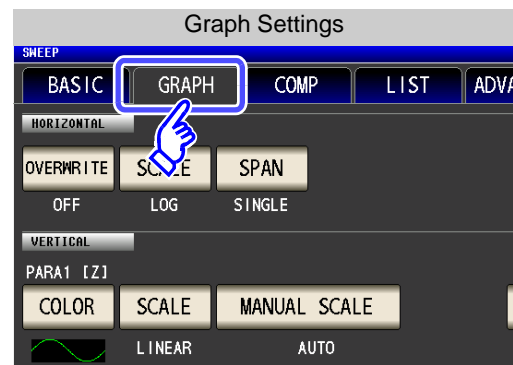 Graph Settings
SWEEP
BASIC GRAPH COMP LIST ADVA
HORIZONTAL
OVERWRITE SCALE SPAN
OFF LOG SINGLE
VERTICAL
PARA1 [Z]
COLOR SCALE MANUAL SCALE
LINEAR AUTO